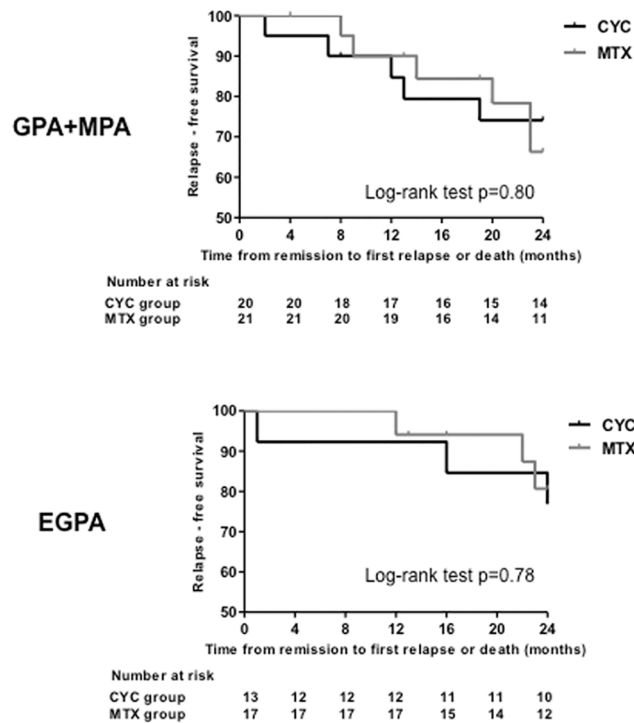 CYC
MTX
GPA+MPA
Relapse - free survival
100
90
80
70
60
50
Log-rank test p=0.80
0 4 8 12 16 20 24
Time from remission to first relapse or death (months)
Number at risk
CYC group 20 20 18 17 16 15 14
MTX group 21 21 20 19 16 14 11
CYC
MTX
EGPA
Relapse - free survival
100
90
80
70
60
50
Log-rank test p=0.78
0 4 8 12 16 20 24
Time from remission to first relapse or death (months)
Number at risk
CYC group 13 12 12 12 11 11 10
MTX group 17 17 17 17 15 14 12